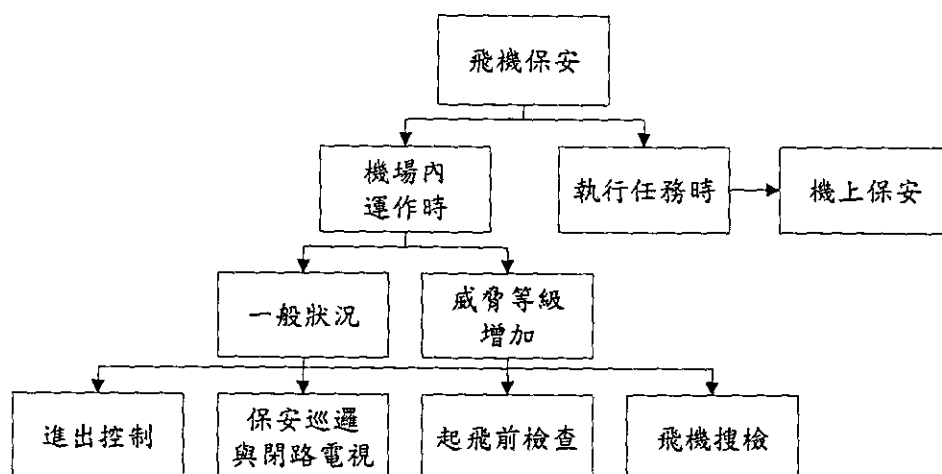 飛機保安
機場內
運作時
執行任務時
機上保安
一般狀況
威脅等級
增加
進出控制
保安巡邏
與閉路電視
起飛前檢查
飛機搜檢